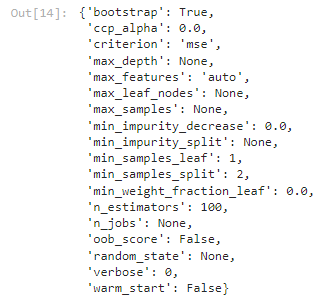 Out[14]: {'bootstrap': True,
'ccp_alpha': 0.0,
'criterion': 'mse',
'max_depth': None,
'max_features': 'auto',
'max_leaf_nodes': None,
'max_samples': None,
'min_impurity_decrease': 0.0,
'min_impurity_split': None,
'min_samples_leaf': 1,
'min_samples_split': 2,
'min_weight_fraction_leaf': 0.0,
'n_estimators': 100,
'n_jobs': None,
'oob_score': False,
'random_state': None,
'verbose': 0,
'warm_start': False}